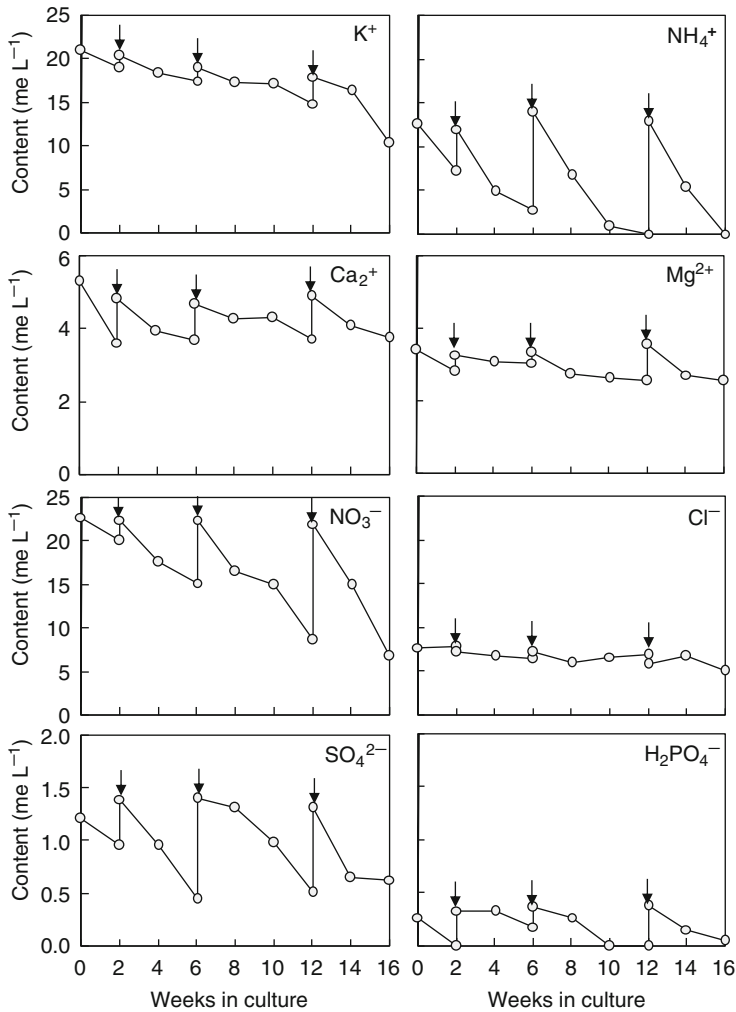 K⁺
NH₄⁺
Content (me L⁻¹)
25
20
15
10
5
0
Ca₂⁺
Mg²⁺
Content (me L⁻¹)
6
4
2
0
NO₃⁻
Cl⁻
Content (me L⁻¹)
25
20
15
10
5
0
SO₄²⁻
H₂PO₄⁻
Content (me L⁻¹)
2.0
1.5
1.0
0.5
0.0
0 2 4 6 8 10 12 14 16
0 2 4 6 8 10 12 14 16
Weeks in culture
Weeks in culture